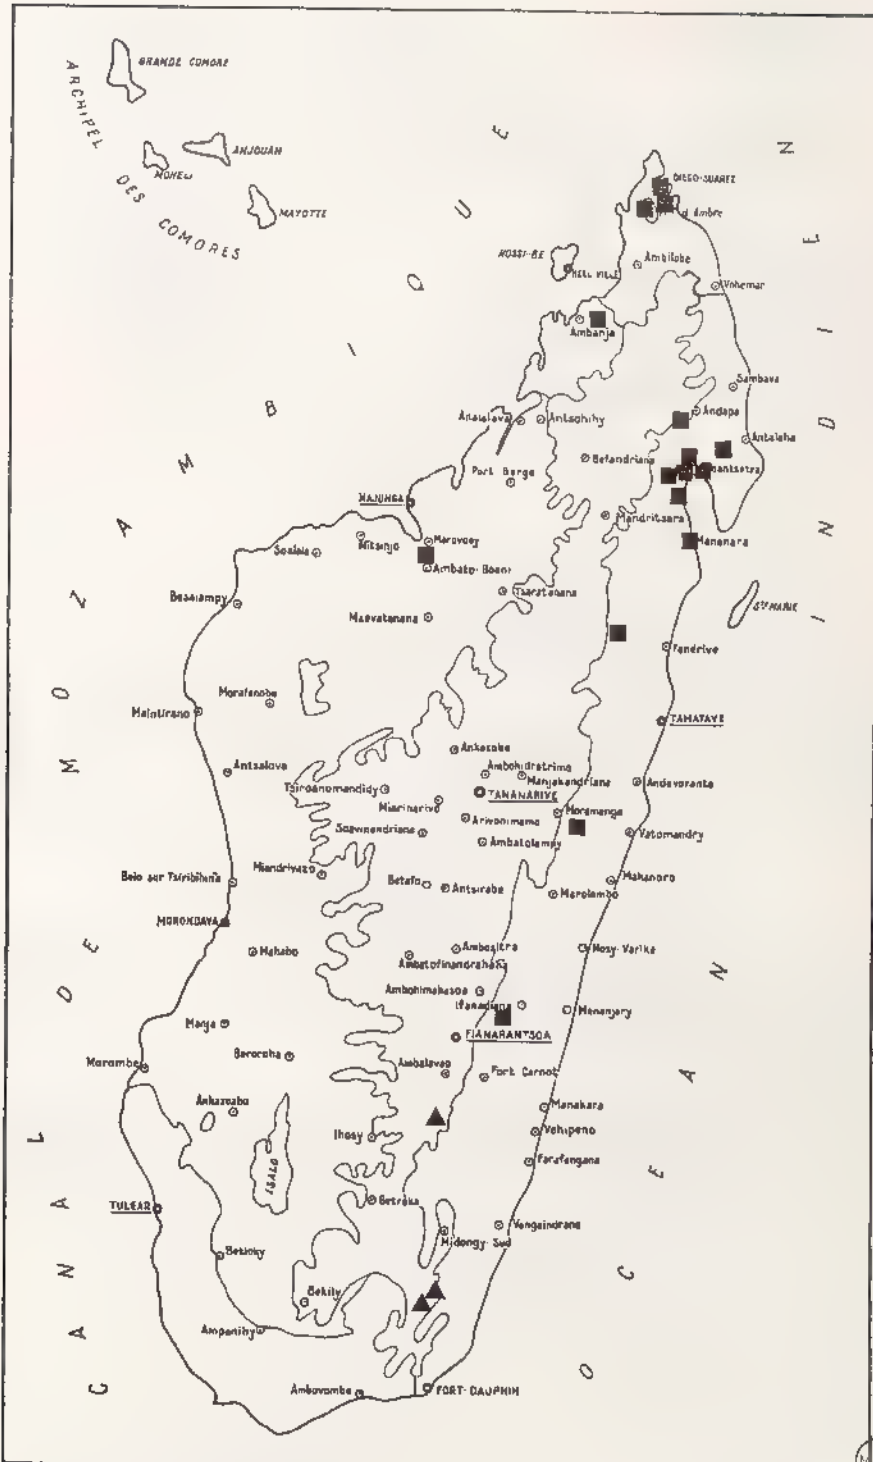 GRANDE COMORE
ARCHIPEL DES COMORES
ANJOUAN
MOHELI
MAYOTTE
CANAL DE MOZAMBIQUE
OCEAN INDIEN
DIEGO-SUAREZ
d'Ambre
NOSSI-BE
HELL VILLE
Ambilobe
Vohemar
Ambanja
Sambava
Andapa
Analalava
Antsohihy
Antalaha
Befandriana
Port Berge
MAJUNGA
Mandritsara
Mananara
Soalala
Mitsinjo
Marovoay
Ambato-Boeni
Besalampy
Tsaratanana
Ste MARIE
Maevatanana
Fenérive
Morafenobe
Maintirano
TAMATAVE
Ankazobe
Antsalova
Ambohidratrimo
Manjakandriana
Tsiroanomandidy
TANANARIVE
Andevorante
Miarinarivo
Arivonimamo
Moramanga
Soavinandriana
Ambatolampy
Vatomandry
Miandrivazo
Belo sur Tsiribihina
Betafo
Antsirabe
Marolambo
Mahanoro
MORONDAVA
Mahabo
Ambositra
Ambatofinandrahana
Nosy-Varika
Ambohimahasoa
Ifanadiana
Mananjary
Manja
FIANARANTSOA
Beroroha
Morombe
Ambalavao
Fort Carnot
Ankazoabo
Manakara
Vohipeno
Ihosy
ISALO
Farafangana
Betroka
TULEAR
Vangaindrano
Midongy-Sud
Bekily
Ampanihy
Ambovombe
FORT-DAUPHIN